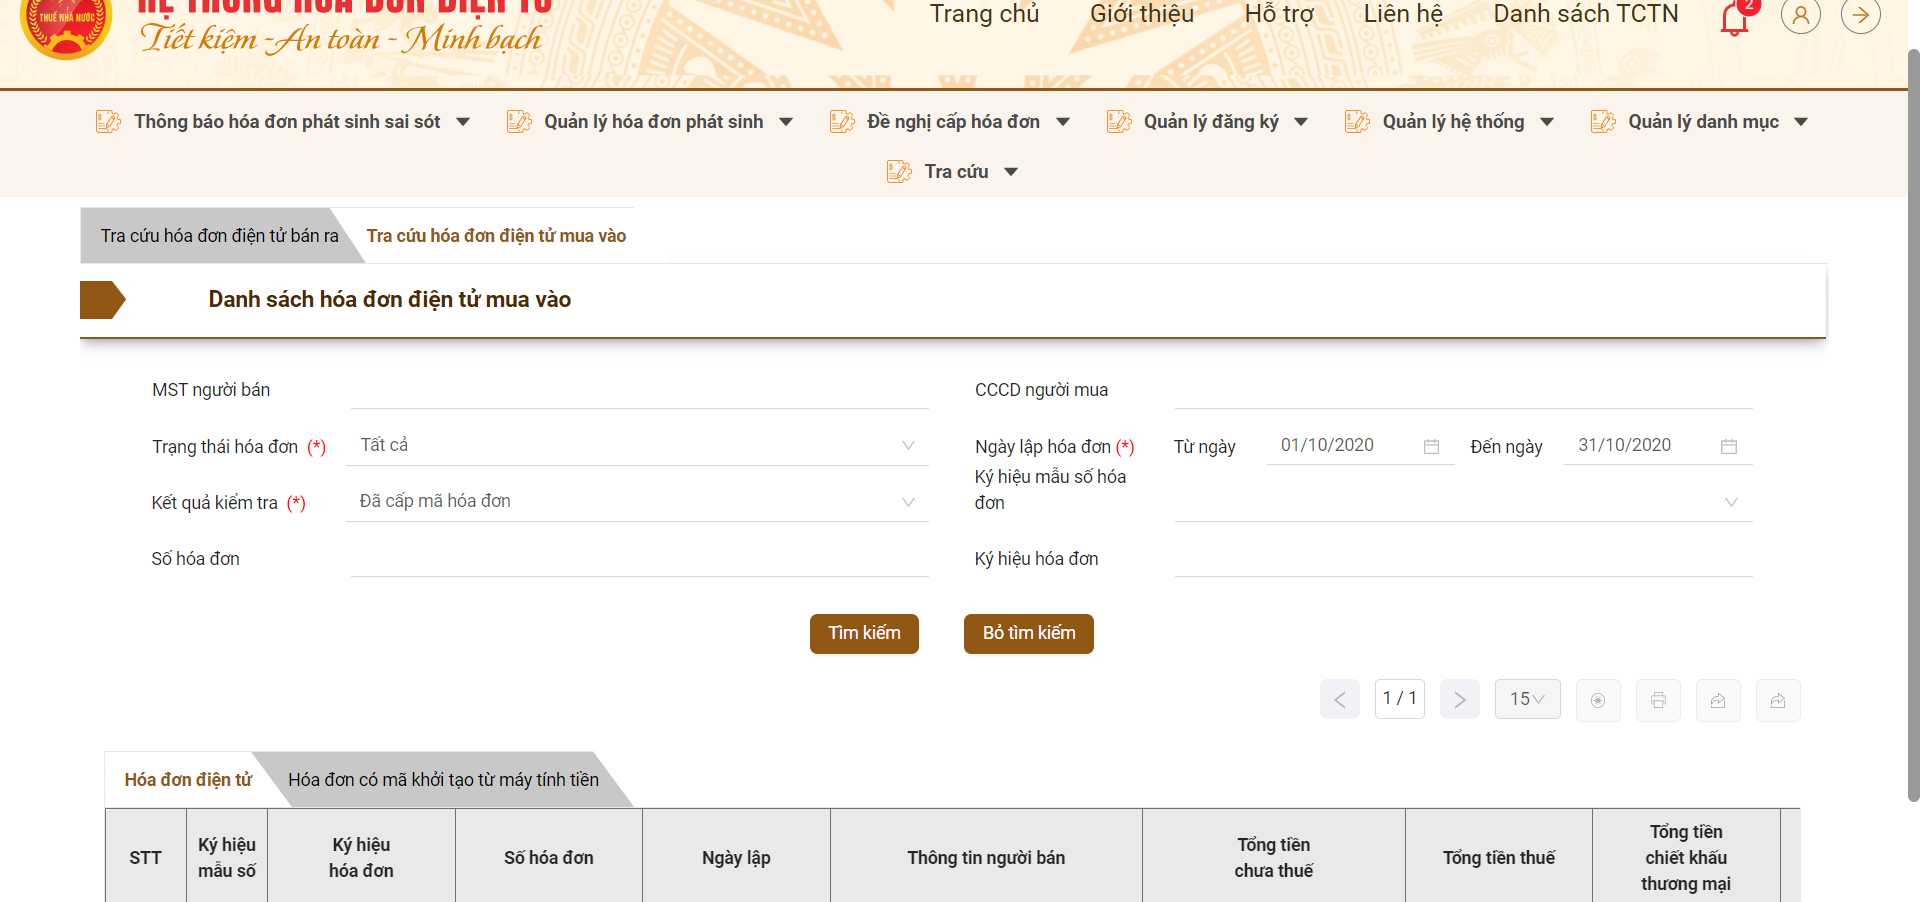 HỆ THỐNG HÓA ĐƠN ĐIỆN TỬ
Tiết kiệm - An toàn - Minh bạch
THUẾ NHÀ NƯỚC
Trang chủ
Giới thiệu
Hỗ trợ
Liên hệ
Danh sách TCTN
2
Thông báo hóa đơn phát sinh sai sót
Quản lý hóa đơn phát sinh
Đề nghị cấp hóa đơn
Quản lý đăng ký
Quản lý hệ thống
Quản lý danh mục
Tra cứu
Tra cứu hóa đơn điện tử bán ra
Tra cứu hóa đơn điện tử mua vào
Danh sách hóa đơn điện tử mua vào
MST người bán
CCCD người mua
Trạng thái hóa đơn (*)
Tất cả
Ngày lập hóa đơn (*)
Từ ngày
01/10/2020
Đến ngày
31/10/2020
Kết quả kiểm tra (*)
Đã cấp mã hóa đơn
Ký hiệu mẫu số hóa
đơn
Số hóa đơn
Ký hiệu hóa đơn
Tìm kiếm
Bỏ tìm kiếm
1 / 1
15
Hóa đơn điện tử
Hóa đơn có mã khởi tạo từ máy tính tiền
STT
Ký hiệu
mẫu số
Ký hiệu
hóa đơn
Số hóa đơn
Ngày lập
Thông tin người bán
Tổng tiền
chưa thuế
Tổng tiền thuế
Tổng tiền
chiết khấu
thương mại